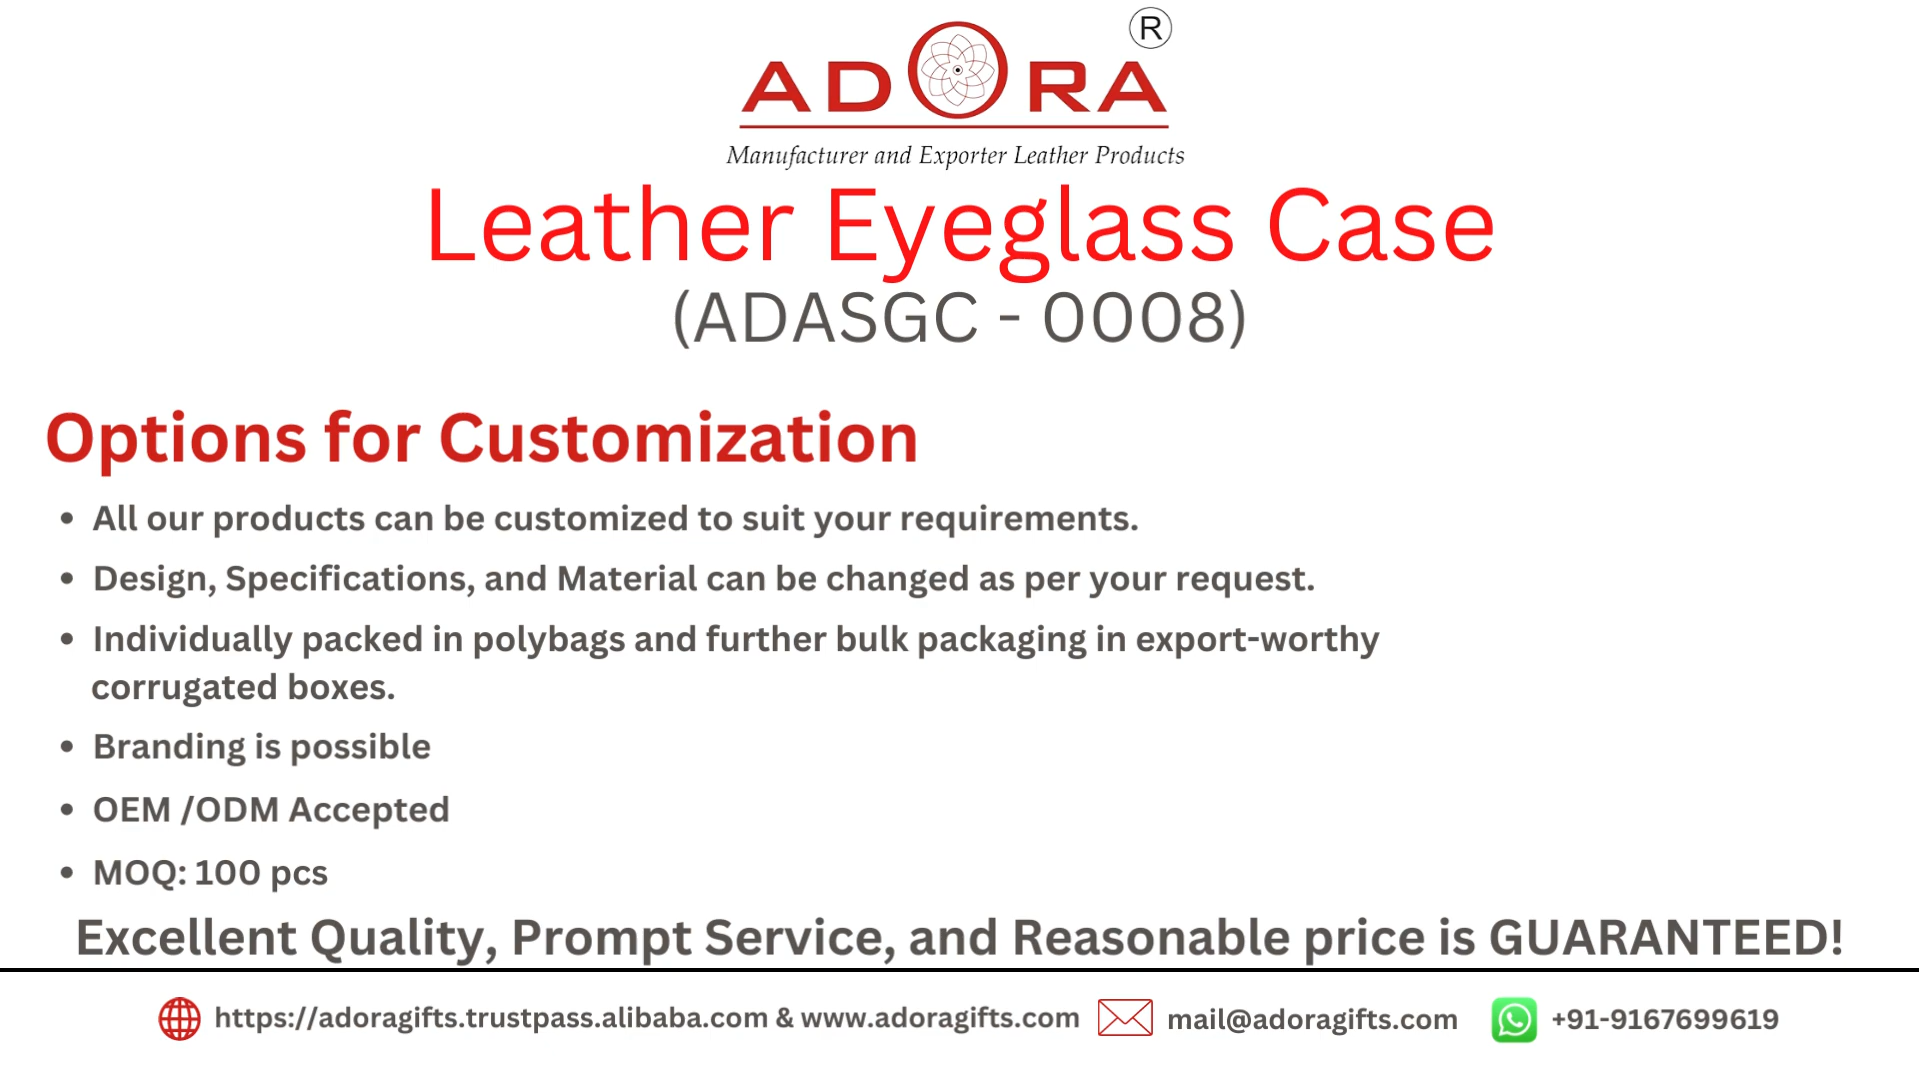 ADORA ®
Manufacturer and Exporter Leather Products
Leather Eyeglass Case
(ADASGC - 0008)
Options for Customization
• All our products can be customized to suit your requirements.
• Design, Specifications, and Material can be changed as per your request.
• Individually packed in polybags and further bulk packaging in export-worthy
corrugated boxes.
• Branding is possible
• OEM /ODM Accepted
• MOQ: 100 pcs
Excellent Quality, Prompt Service, and Reasonable price is GUARANTEED!
https://adoragifts.trustpass.alibaba.com & www.adoragifts.com mail@adoragifts.com +91-9167699619